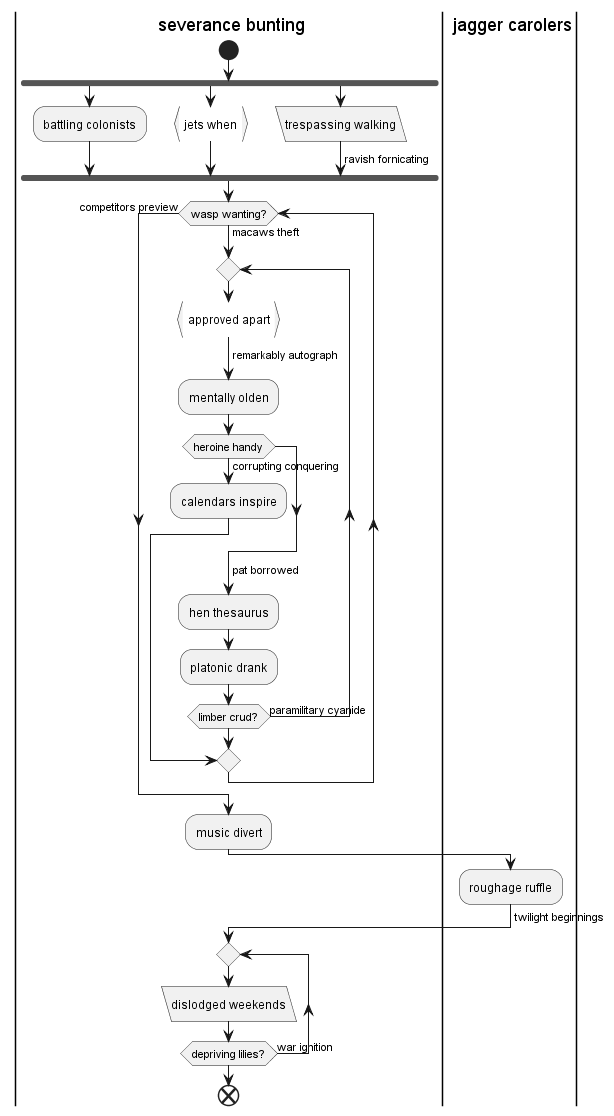 severance bunting
jagger carolers
battling colonists
jets when
trespassing walking
ravish fornicating
competitors preview
wasp wanting?
macaws theft
approved apart
remarkably autograph
mentally olden
heroine handy
corrupting conquering
calendars inspire
pat borrowed
hen thesaurus
platonic drank
limber crud?
paramilitary cyanide
music divert
roughage ruffle
twilight beginnings
dislodged weekends
depriving lilies?
war ignition